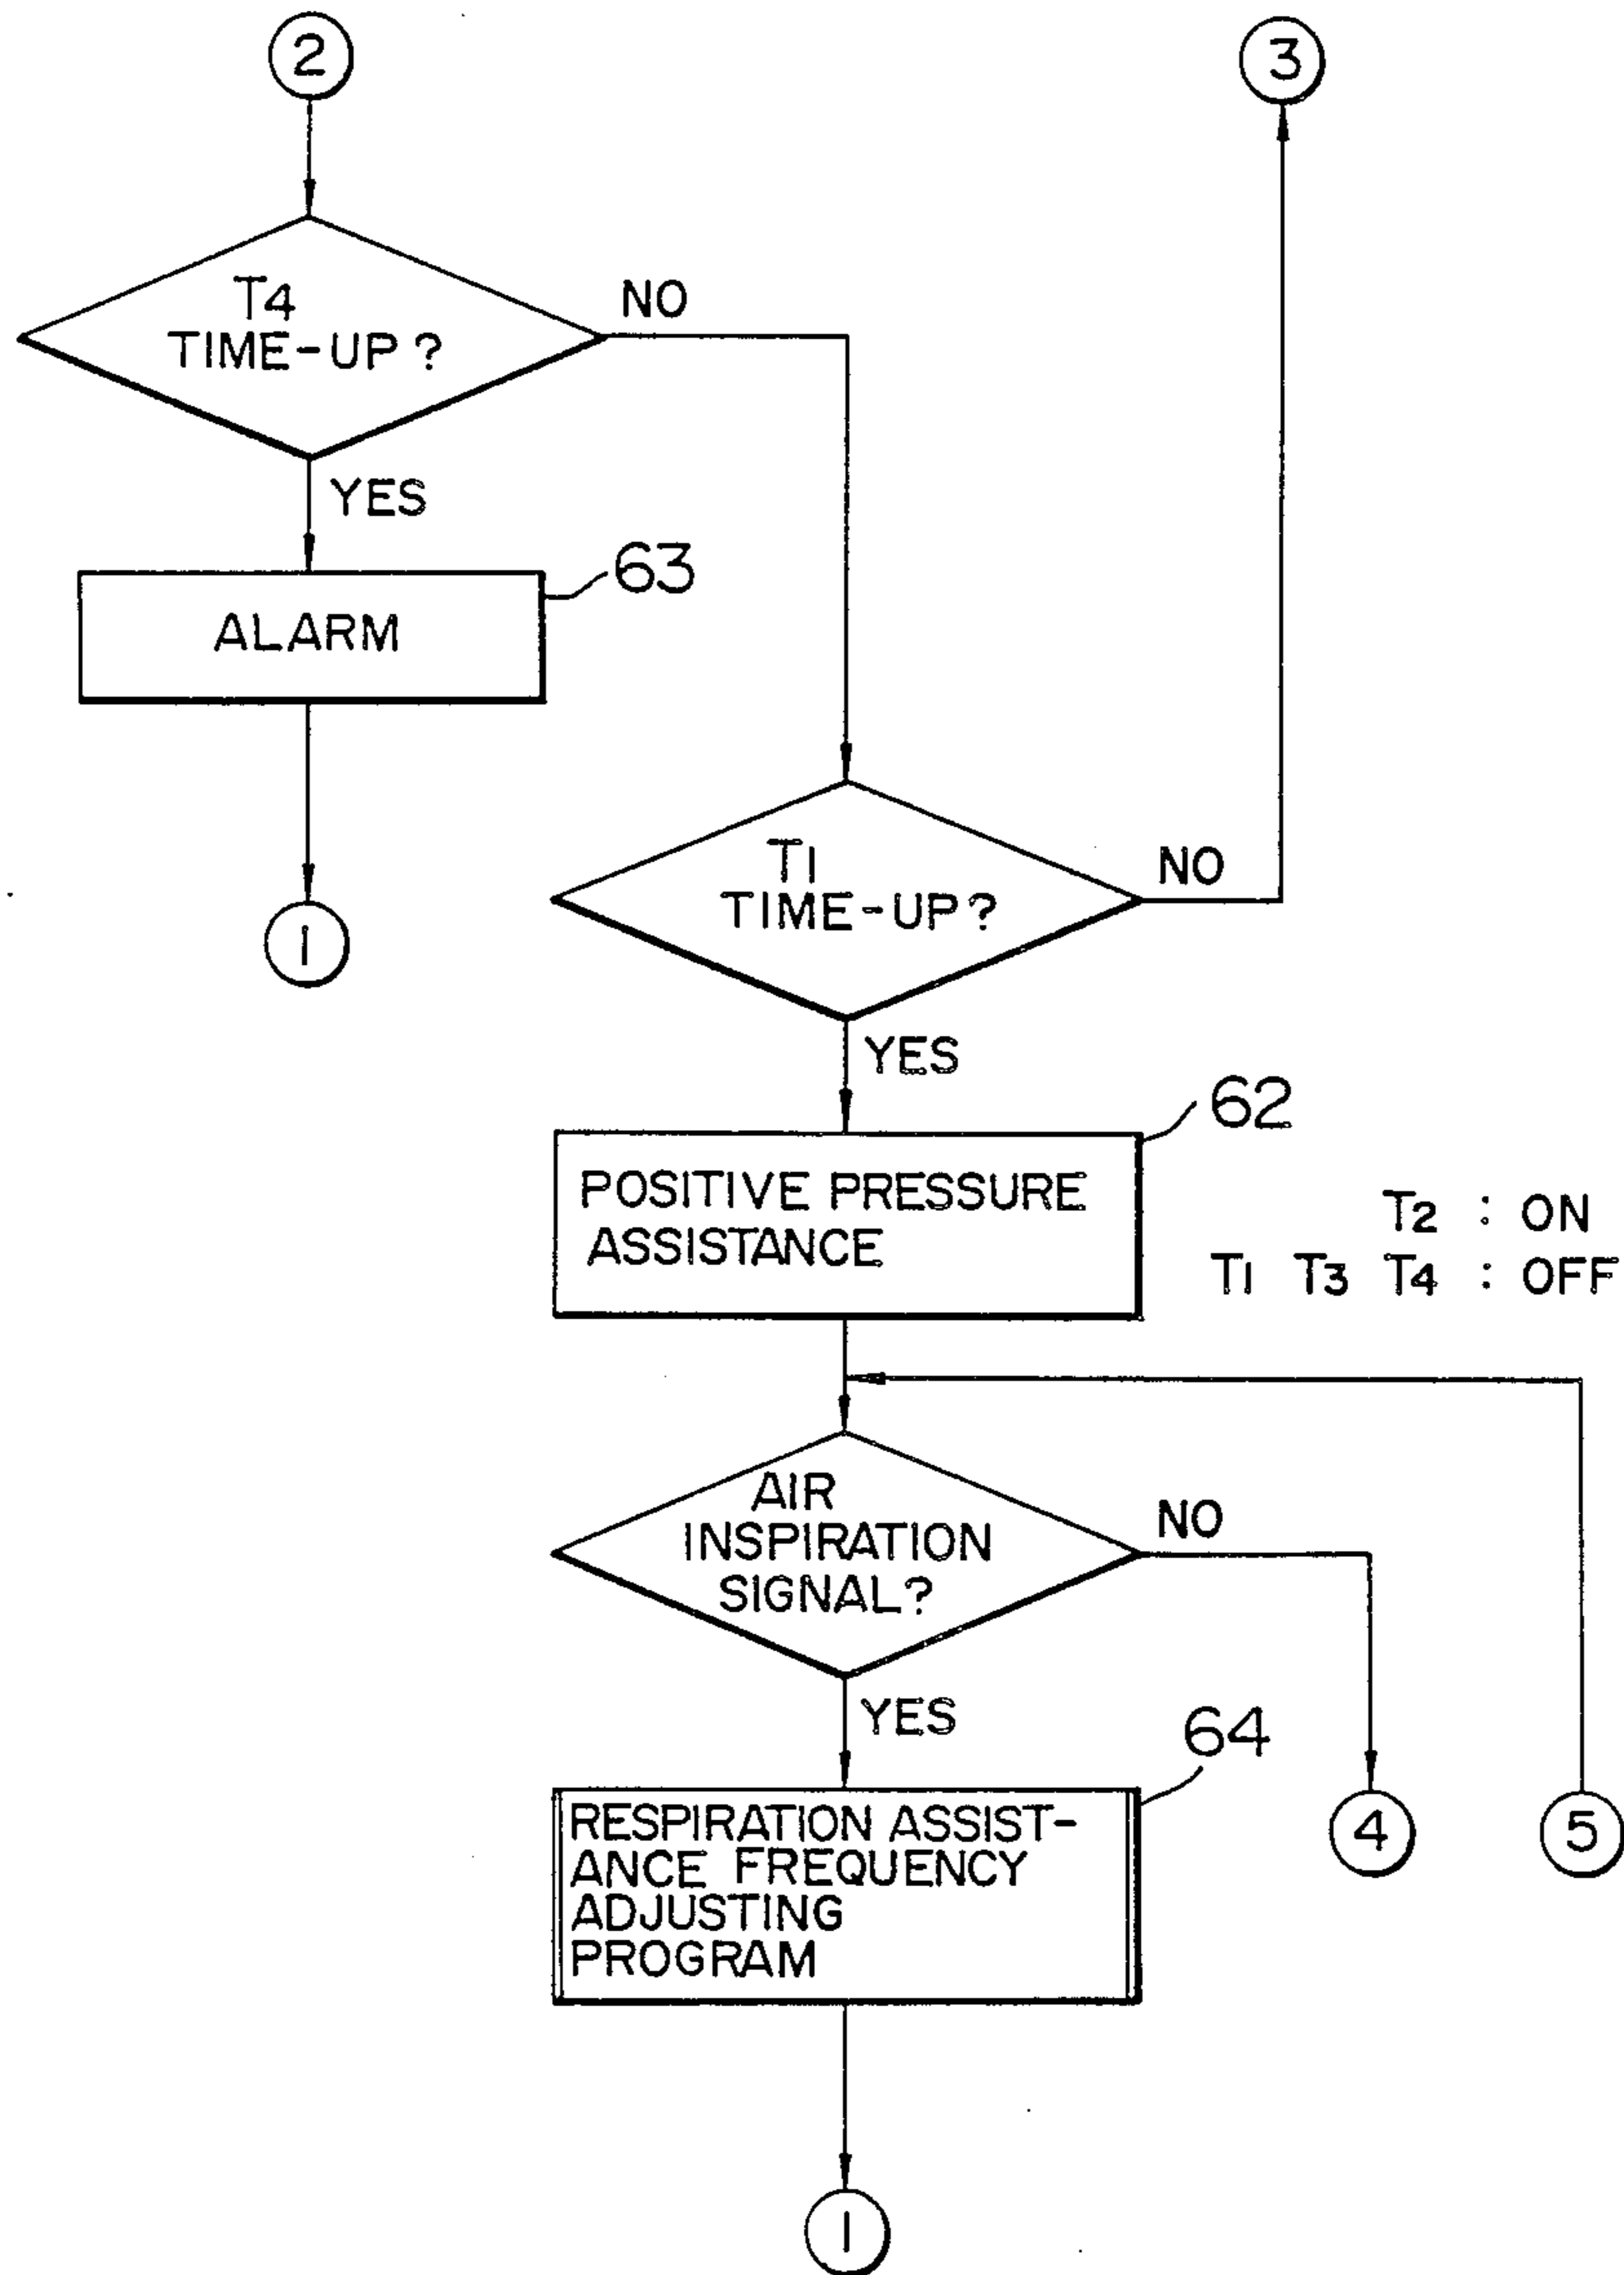 2
3
T4
TIME-UP?
NO
YES
63
ALARM
1
T1
TIME-UP?
NO
YES
62
POSITIVE PRESSURE
ASSISTANCE
T2 : ON
T1 T3 T4 : OFF
AIR
INSPIRATION
SIGNAL?
NO
YES
64
RESPIRATION ASSIST-
ANCE FREQUENCY
ADJUSTING
PROGRAM
4
5
1